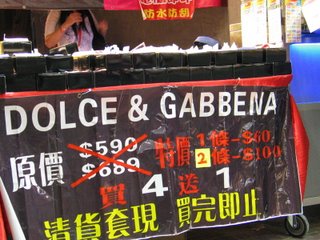 防水防刮
DOLCE & GABBENA
原價 $590 $689 特價 1條-$60
2條-$100
買4送1
清貨套現 買完即止